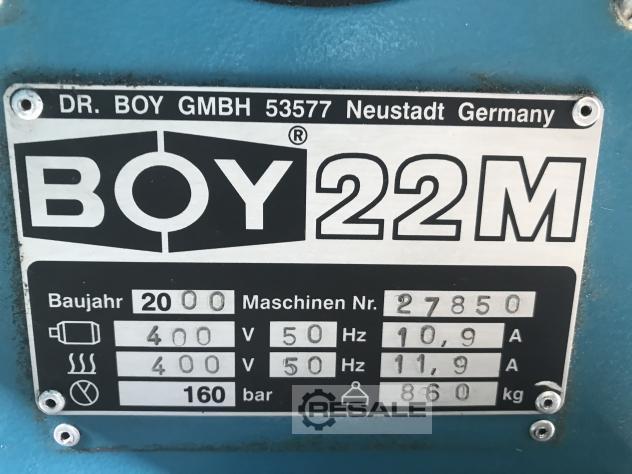 DR. BOY GMBH 53577 Neustadt Germany
BOY® 22M
Baujahr 2000 Maschinen Nr. 27850
400 V 50 Hz 10,9 A
400 V 50 Hz 11,9 A
160 bar 860 kg
RESALE